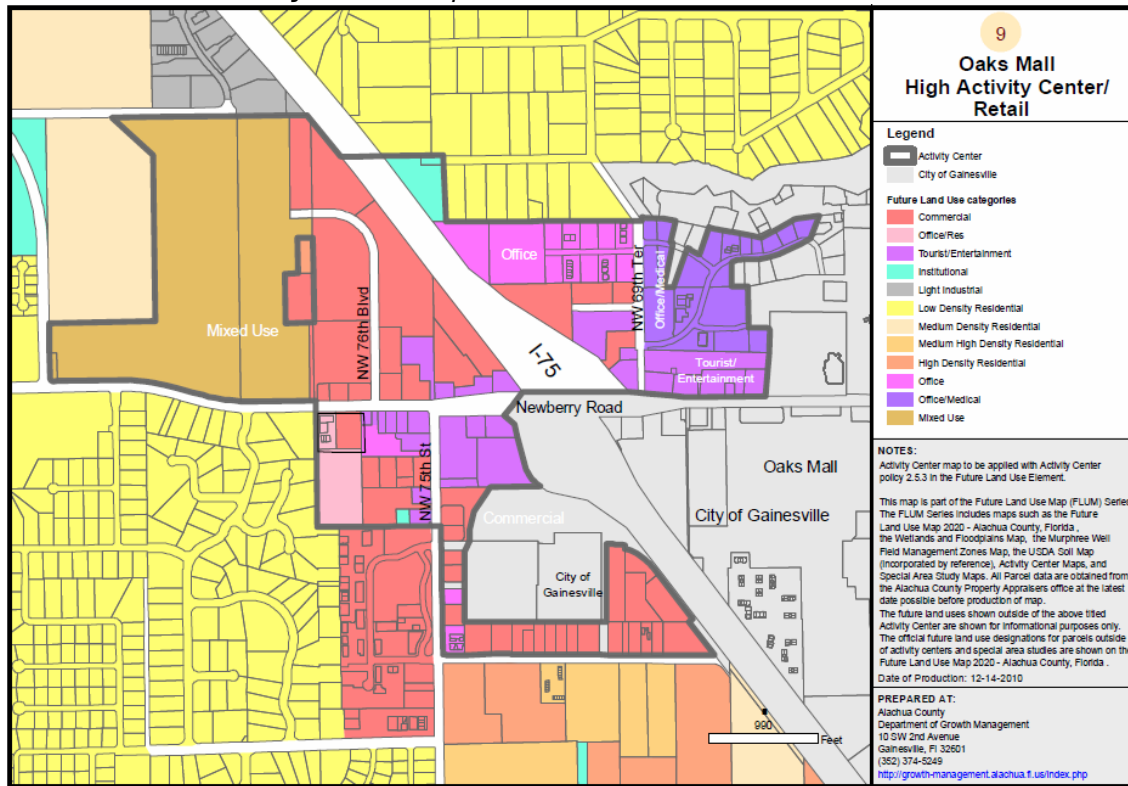 9
Oaks Mall
High Activity Center/
Retail
Legend
Activity Center
City of Gainesville
Future Land Use categories
Commercial
Office/Res
Tourist/Entertainment
Institutional
Light Industrial
Low Density Residential
Medium Density Residential
Medium High Density Residential
High Density Residential
Office
Office/Medical
Mixed Use
NOTES:
Activity Center map to be applied with Activity Center
policy 2.5.3 in the Future Land Use Element.
This map is part of the Future Land Use Map (FLUM) Series
The FLUM Series includes maps such as the Future
Land Use Map 2020 - Alachua County, Florida ,
the Wetlands and Floodplains Map, the Murphree Well
Field Management Zones Map, the USDA Soil Map
(Incorporated by reference), Activity Center Maps, and
Special Area Study Maps. All Parcel data are obtained from
the Alachua County Property Appraisers office at the latest
date possible before production of map.
The future land uses shown outside of the above titled
Activity Center are shown for informational purposes only.
The official future land use designations for parcels outside
of activity centers and special area studies are shown on the
Future Land Use Map 2020 - Alachua County, Florida .
Date of Production: 12-14-2010
PREPARED AT:
Alachua County
Department of Growth Management
10 SW 2nd Avenue
Gainesville, Fl 32601
(352) 374-5249
http://growth-management.alachua.fl.us/index.php
Office
Office/Medical
NW 69th Ter
Mixed Use
NW 76th Blvd
I-75
Tourist/
Entertainment
Newberry Road
NW 75th St
Oaks Mall
Commercial
City of Gainesville
City of
Gainesville
990
Feet